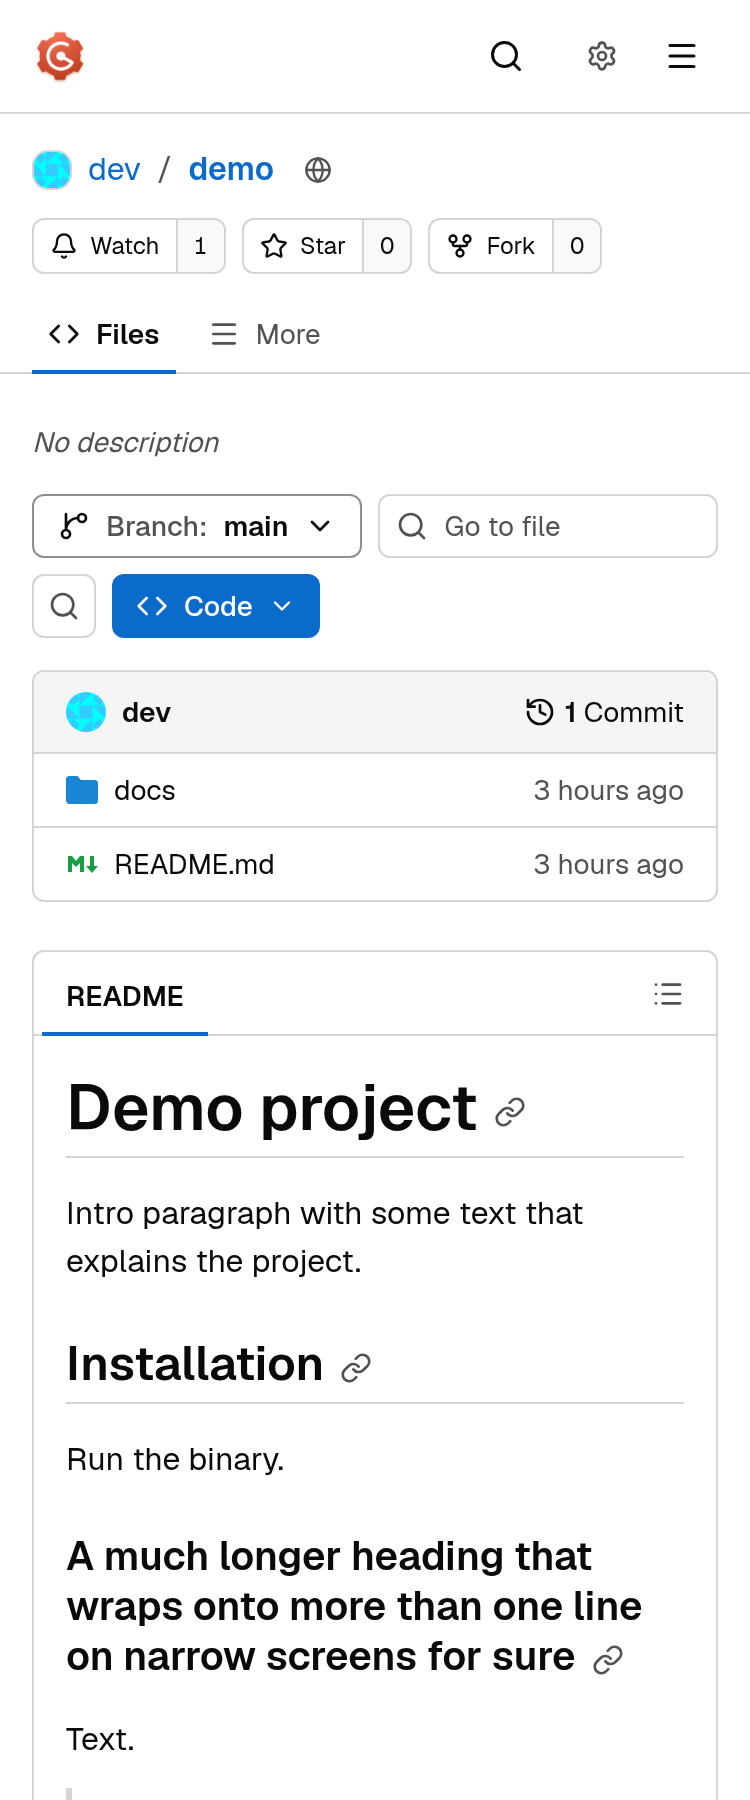 dev / demo
Watch 1 Star 0 Fork 0
Files More
No description
Branch: main Go to file
Code
dev 1 Commit
docs 3 hours ago
README.md 3 hours ago
README
Demo project
Intro paragraph with some text that
explains the project.
Installation
Run the binary.
A much longer heading that
wraps onto more than one line
on narrow screens for sure
Text.